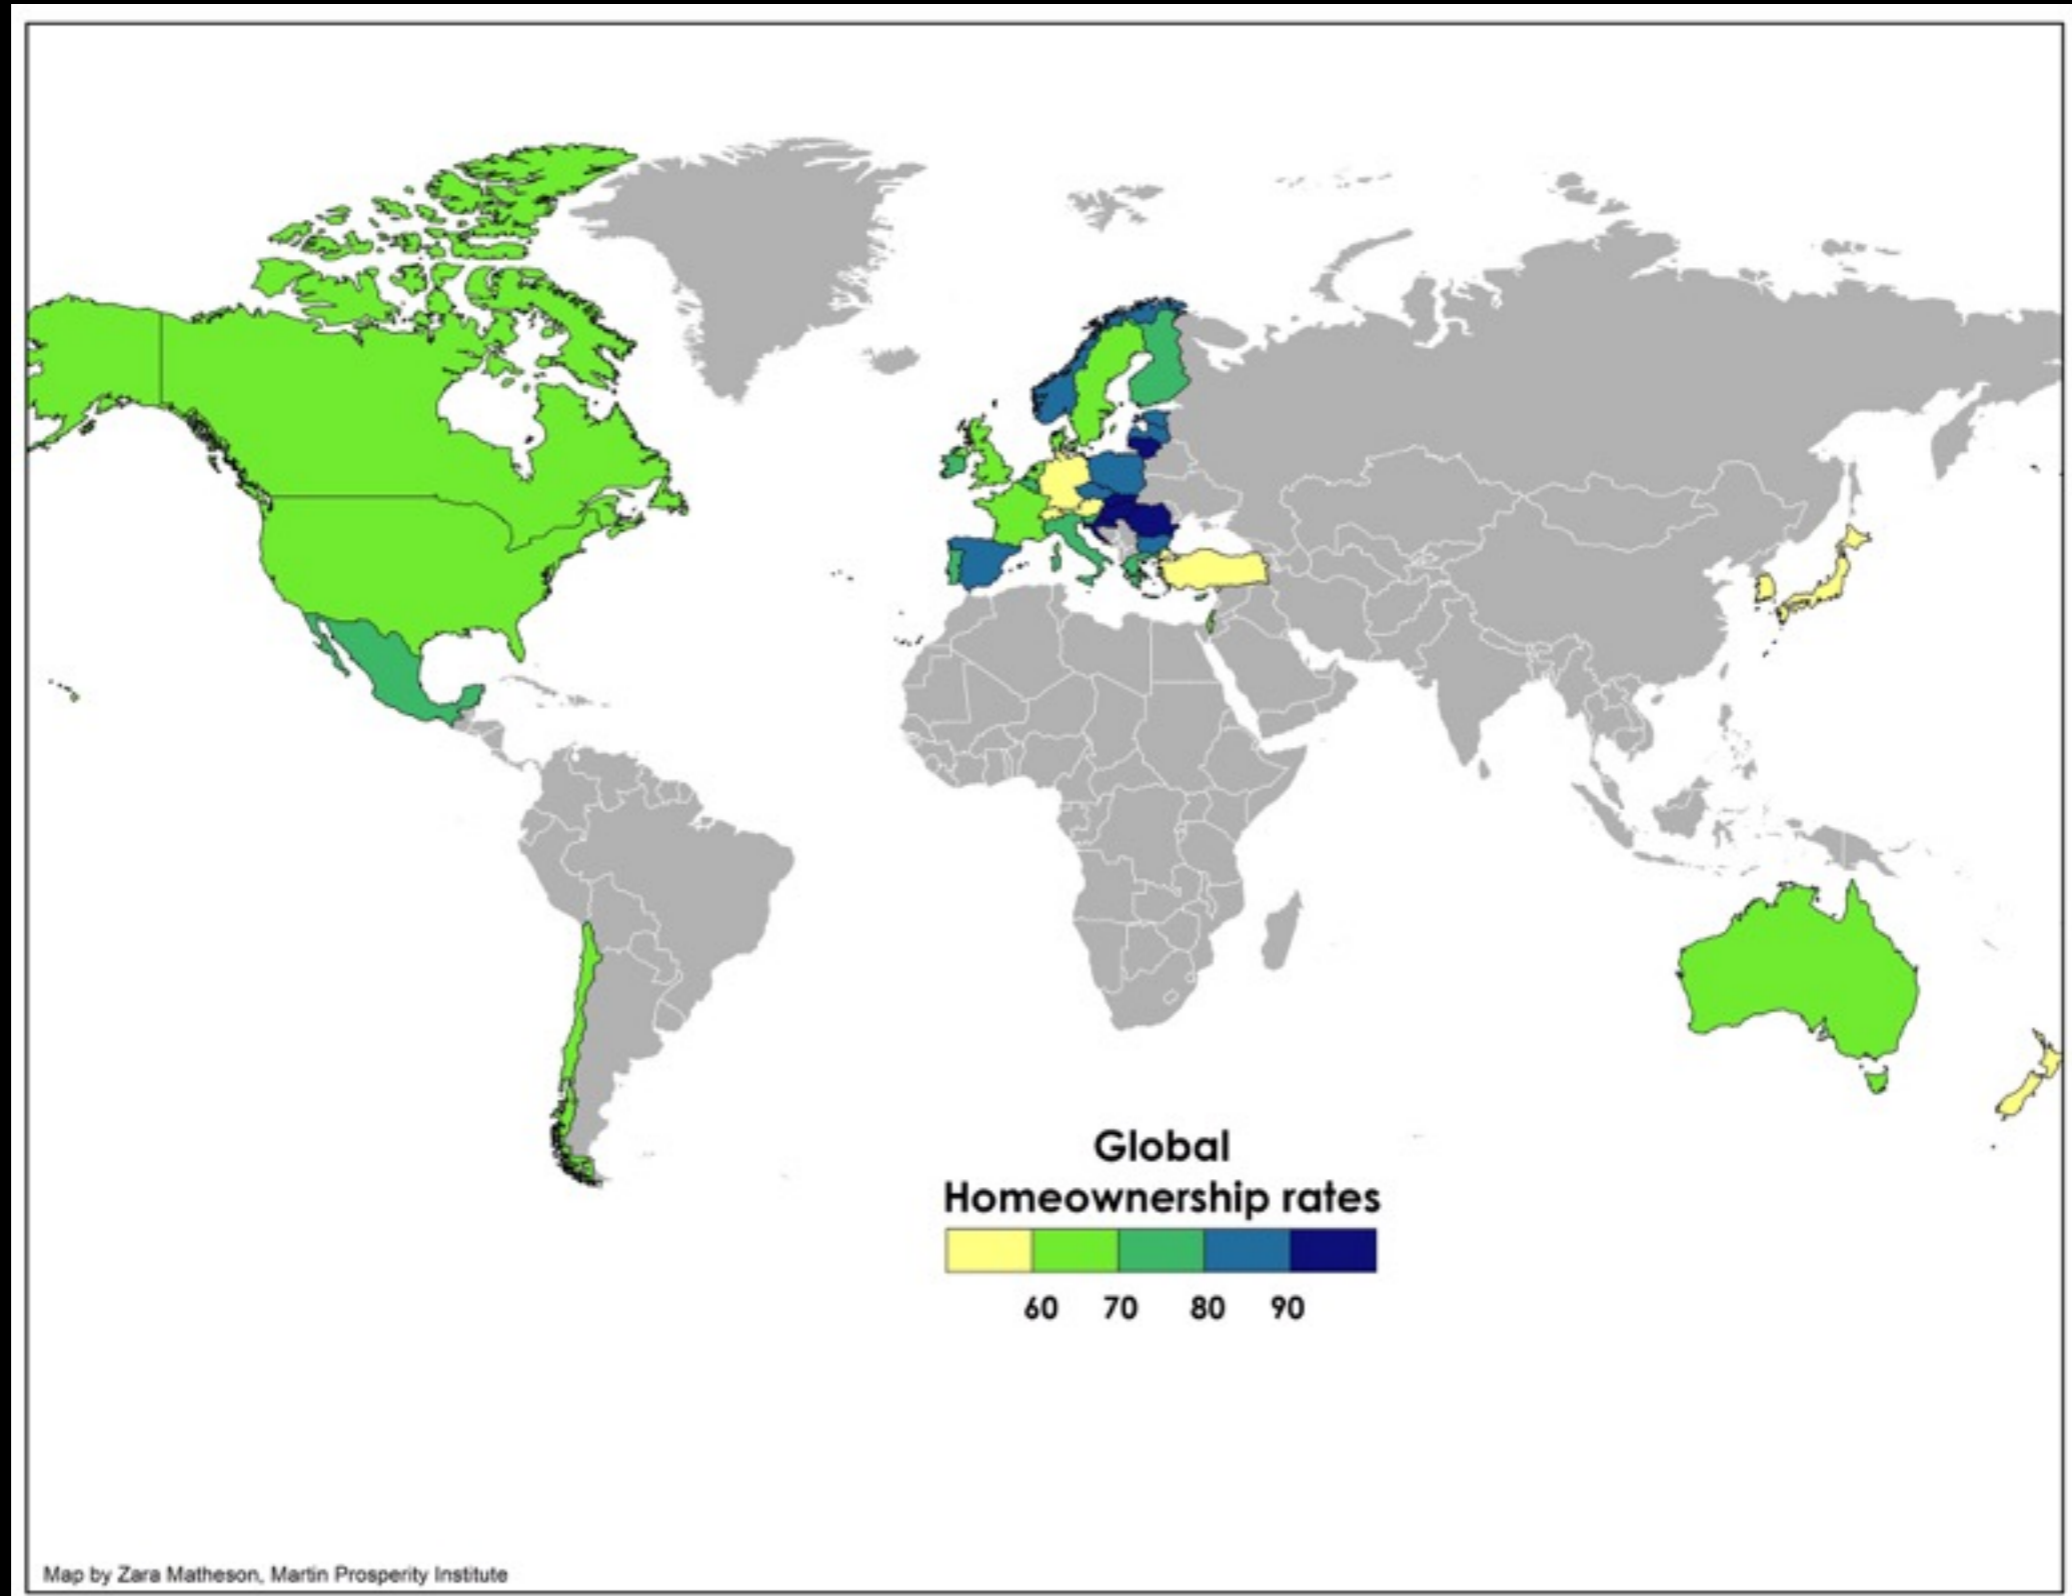 Global
Homeownership rates
60 70 80 90
Map by Zara Matheson, Martin Prosperity Institute